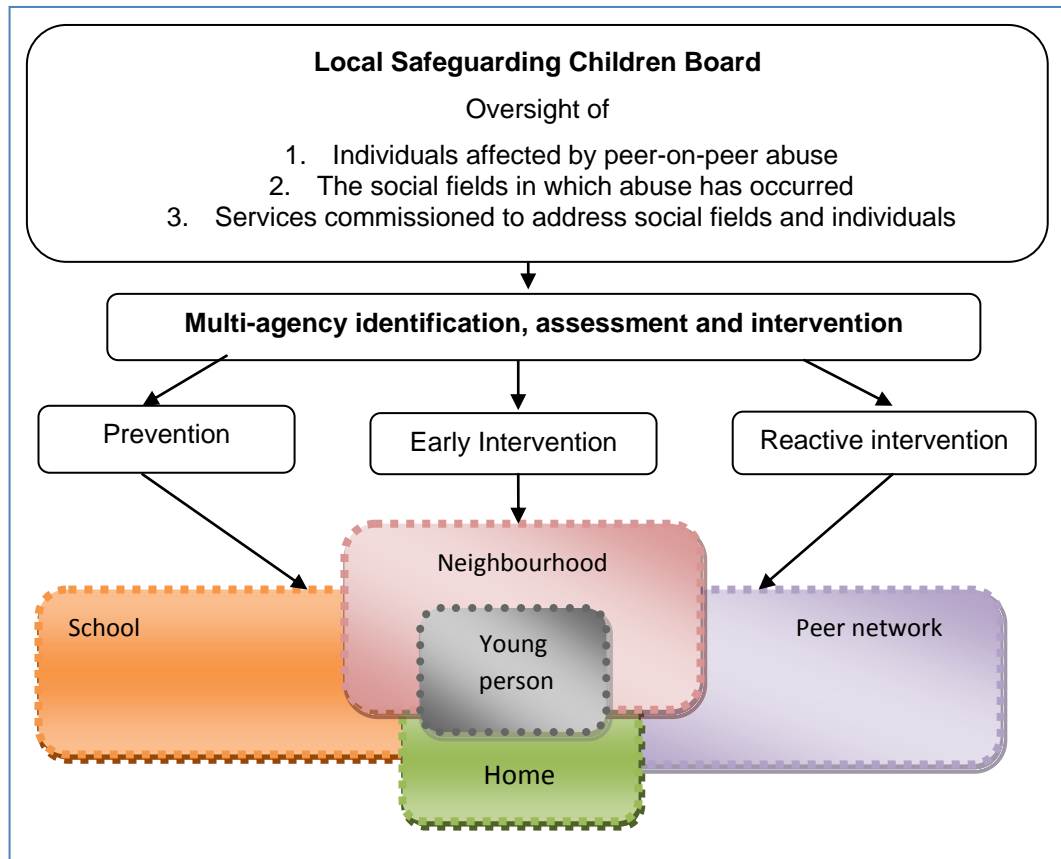 Local Safeguarding Children Board
Oversight of
1. Individuals affected by peer-on-peer abuse
2. The social fields in which abuse has occurred
3. Services commissioned to address social fields and individuals
Multi-agency identification, assessment and intervention
Prevention
Early Intervention
Reactive intervention
Neighbourhood
School
Peer network
Young
person
Home